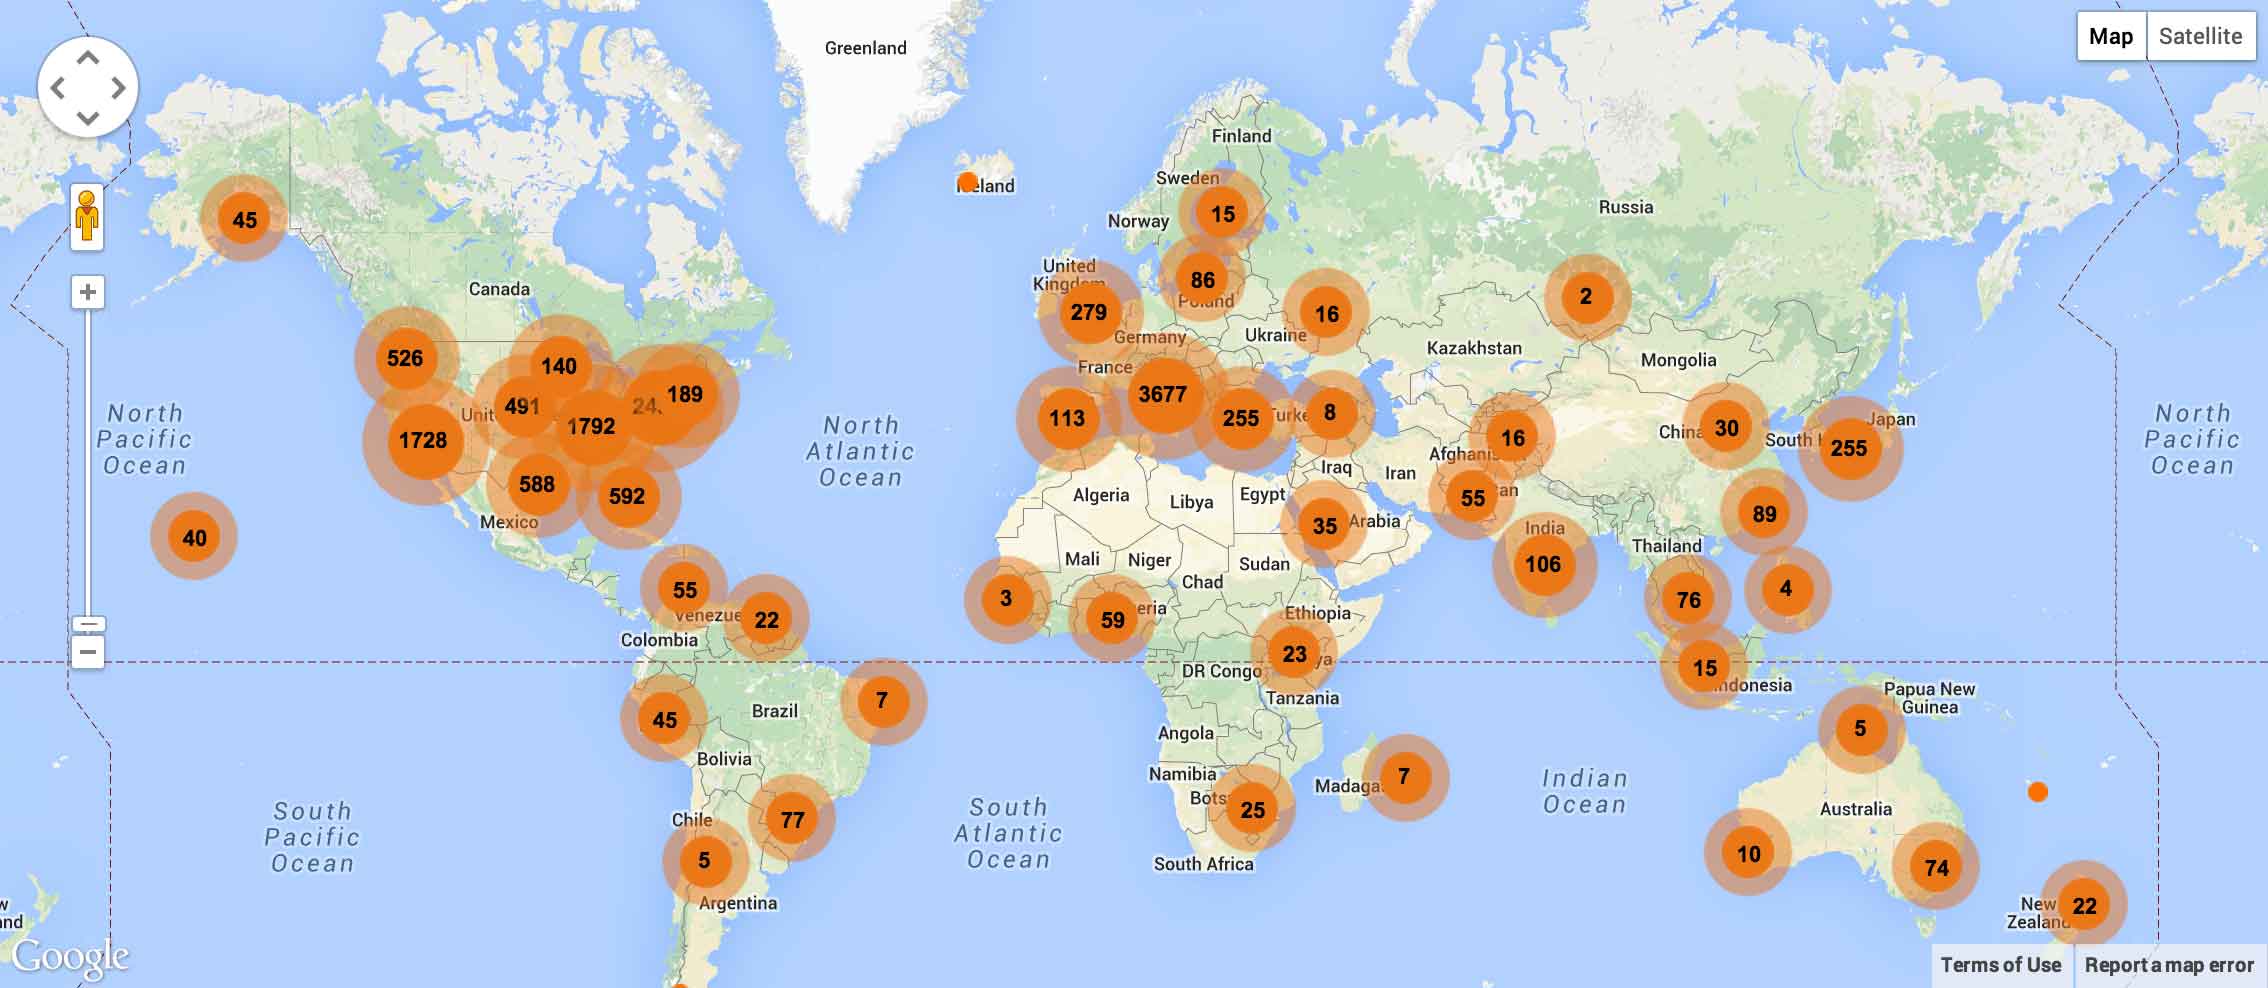 Greenland
Map
Satellite
Finland
Iceland
Sweden
Russia
45
15
Norway
United
Kingdom
86
Poland
2
Canada
279
16
Germany
Ukraine
Kazakhstan
Mongolia
526
140
France
189
3677
491
1792
1728
113
255
Turke
8
16
China
30
South
255
Japan
North
Pacific
Ocean
North
Atlantic
Ocean
North
Pacific
Ocean
Afghanis
Iraq
Iran
588
592
Mexico
Algeria
Libya
Egypt
55
89
40
35
Arabia
India
106
Thailand
Mali
Niger
Sudan
Chad
55
Venezue
22
3
59
eria
Ethiopia
76
4
Colombia
23
DR Congo
Tanzania
15
Indonesia
Papua New
Guinea
45
Brazil
7
Angola
5
Bolivia
Namibia
Bots
25
Madaga
7
Indian
Ocean
Australia
South
Pacific
Ocean
Chile
77
South
Atlantic
Ocean
5
South Africa
10
74
Argentina
New
Zealand
22
Google
Terms of Use
Report a map error